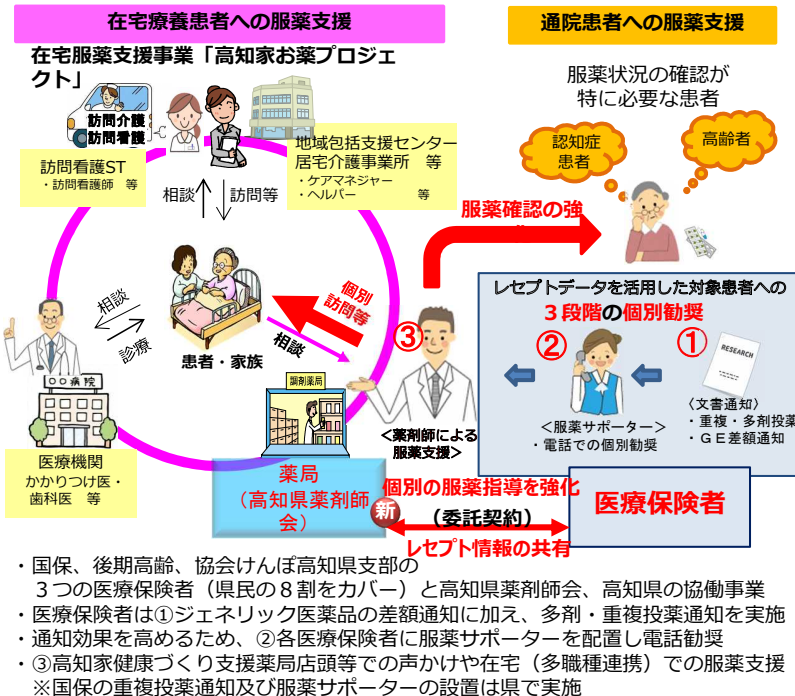 在宅療養患者への服薬支援
通院患者への服薬支援
在宅服薬支援事業「高知家お薬プロジェ
クト」
訪問介護
訪問看護
訪問看護ST
・訪問看護師　等
地域包括支援センター
居宅介護事業所　等
・ケアマネジャー
・ヘルパー　　　　　等
相談
訪問等
服薬状況の確認が
特に必要な患者
認知症
患者
高齢者
服薬確認の強
相談
診療
患者・家族
個別
訪問等
相談
○○病院
医療機関
かかりつけ医・
歯科医　等
調剤薬局
薬局
（高知県薬剤師
会）
③
<薬剤師による
服薬支援>
レセプトデータを活用した対象患者への
３段階の個別勧奨
②
①
RESEARCH
<服薬サポーター>
・電話での個別勧奨
〈文書通知〉
・重複・多剤投薬
・ＧＥ差額通知
新
個別の服薬指導を強化
（委託契約）
レセプト情報の共有
医療保険者
・国保、後期高齢、協会けんぽ高知県支部の
３つの医療保険者（県民の８割をカバー）と高知県薬剤師会、高知県の協働事業
・医療保険者は①ジェネリック医薬品の差額通知に加え、多剤・重複投薬通知を実施
・通知効果を高めるため、②各医療保険者に服薬サポーターを配置し電話勧奨
・③高知家健康づくり支援薬局店頭等での声かけや在宅（多職種連携）での服薬支援
※国保の重複投薬通知及び服薬サポーターの設置は県で実施